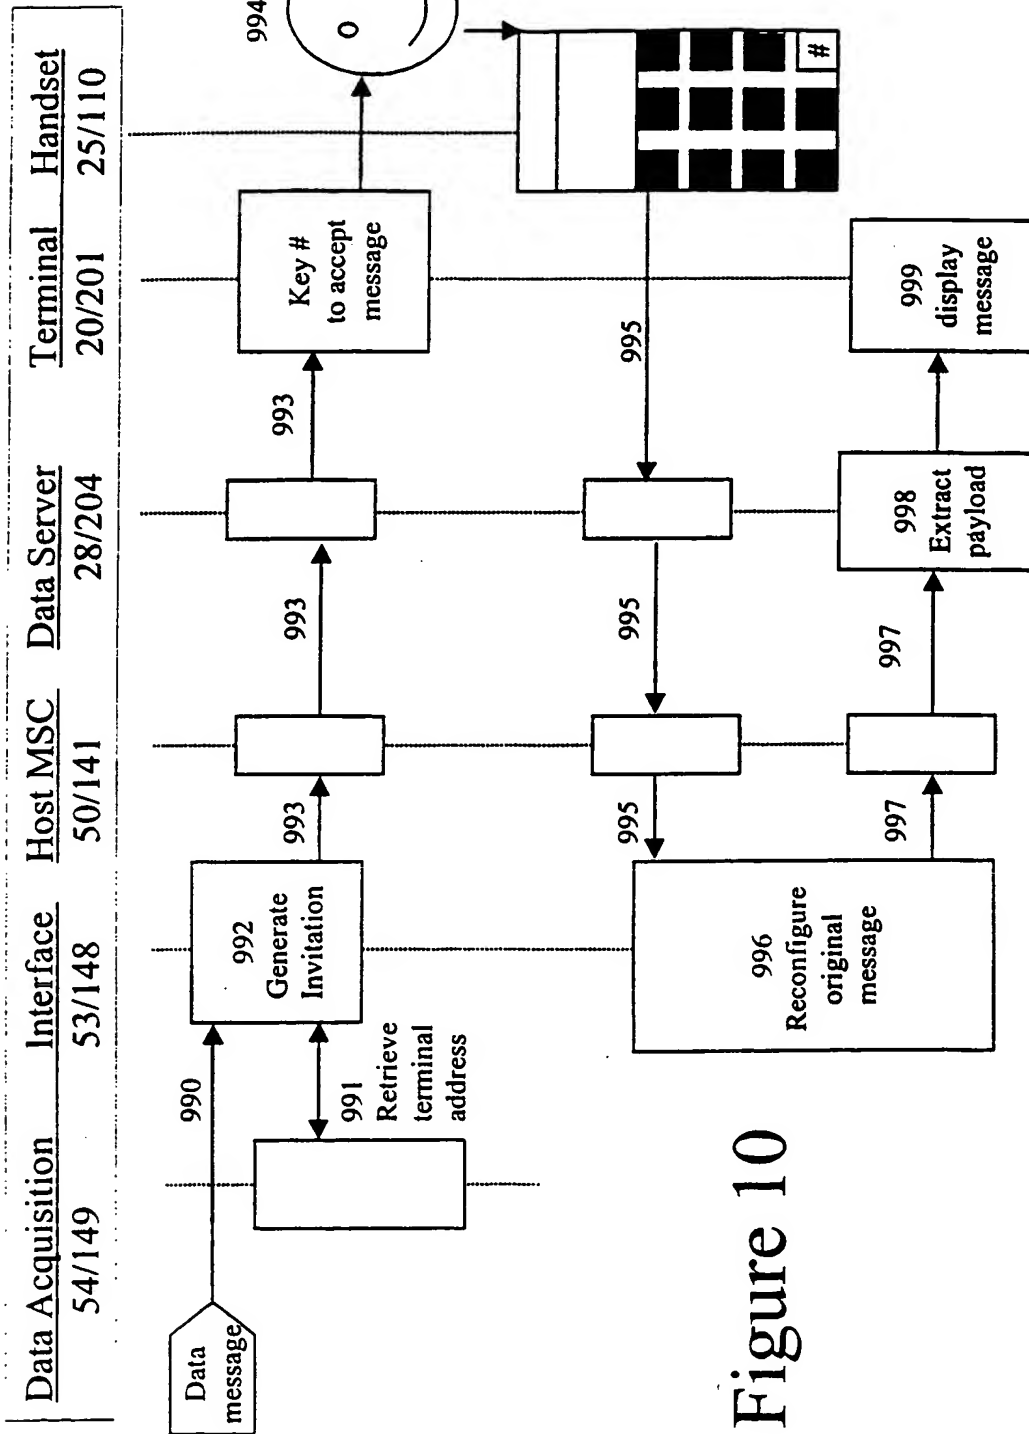 Data Acquisition Interface Host MSC Data Server Terminal Handset
54/149 53/148 50/141 28/204 20/201 25/110
Data
message
990
991
Retrieve
terminal
address
992
Generate
Invitation
993
993
993
Key #
to accept
message
994
#
995
995
995
996
Reconfigure
original
message
997
997
998
Extract
payload
999
display
message
Figure 10